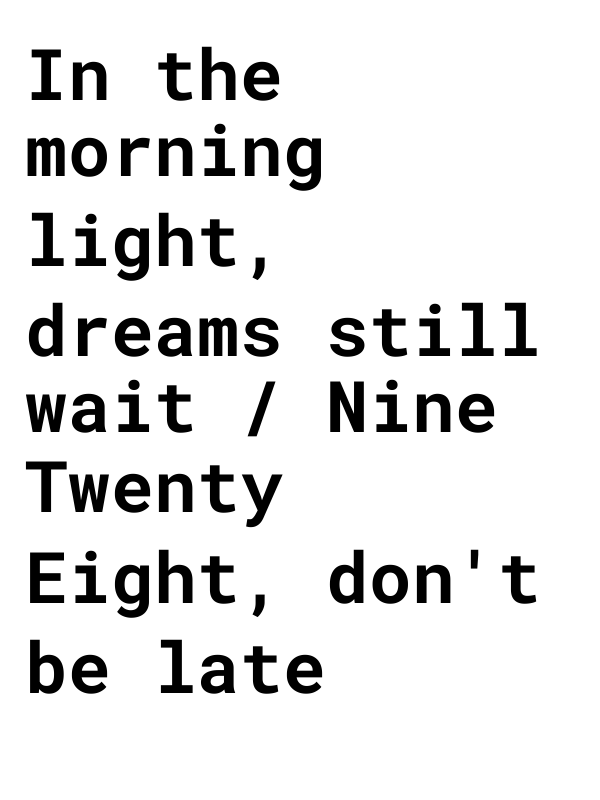 In the
morning
light,
dreams still
wait / Nine
Twenty
Eight, don't
be late